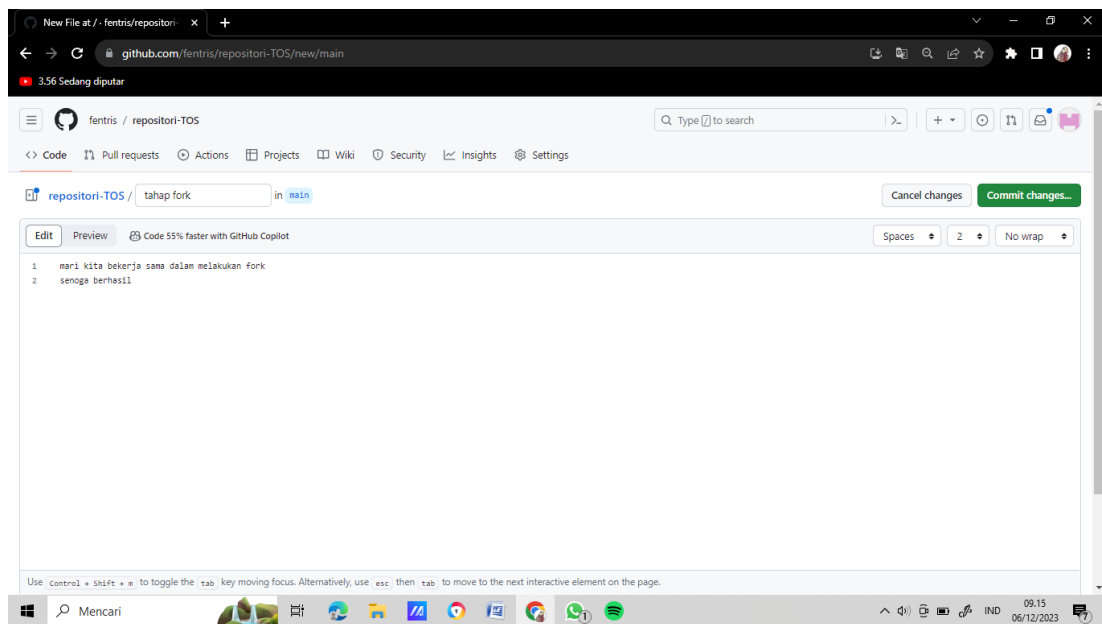 New File at / · fentris/repositori-
github.com/fentris/repositori-TOS/new/main
3.56 Sedang diputar
fentris / repositori-TOS
Type / to search
Code Pull requests Actions Projects Wiki Security Insights Settings
repositori-TOS / tahap fork in main
Cancel changes Commit changes...
Edit Preview Code 55% faster with GitHub Copilot
Spaces 2 No wrap
1 mari kita bekerja sama dalam melakukan fork
2 senoga berhasil
Use Control + Shift + m to toggle the tab key moving focus. Alternatively, use esc then tab to move to the next interactive element on the page.
Mencari
IND
09.15
06/12/2023